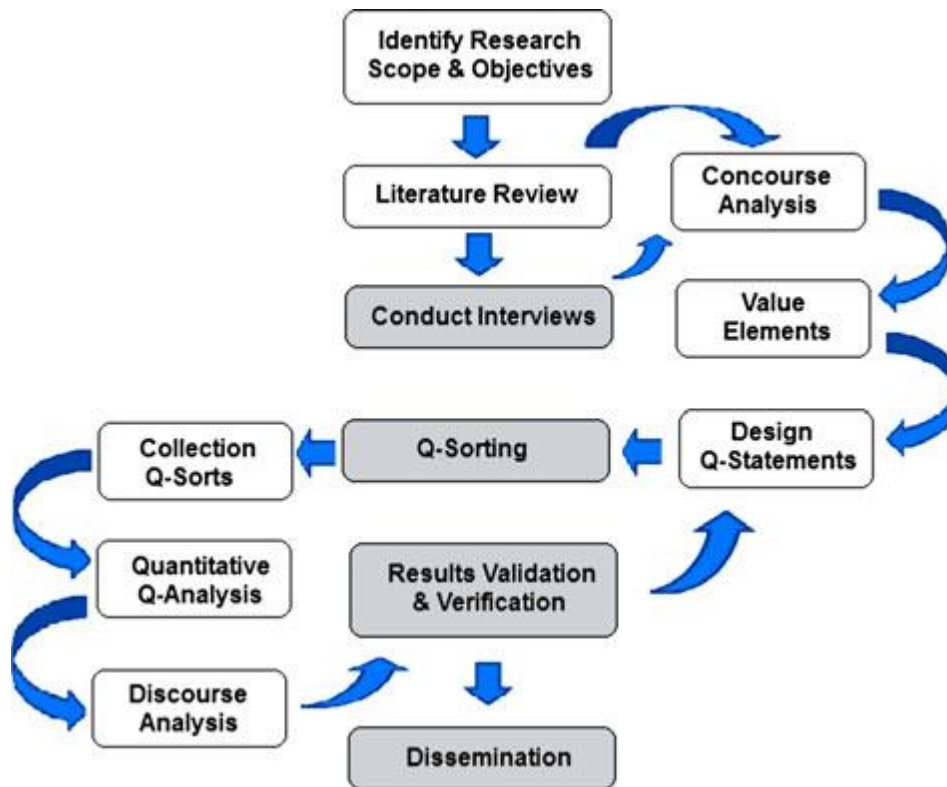 Identify Research
Scope & Objectives
Literature Review
Concourse
Analysis
Conduct Interviews
Value
Elements
Design
Q-Statements
Q-Sorting
Collection
Q-Sorts
Quantitative
Q-Analysis
Results Validation
& Verification
Discourse
Analysis
Dissemination